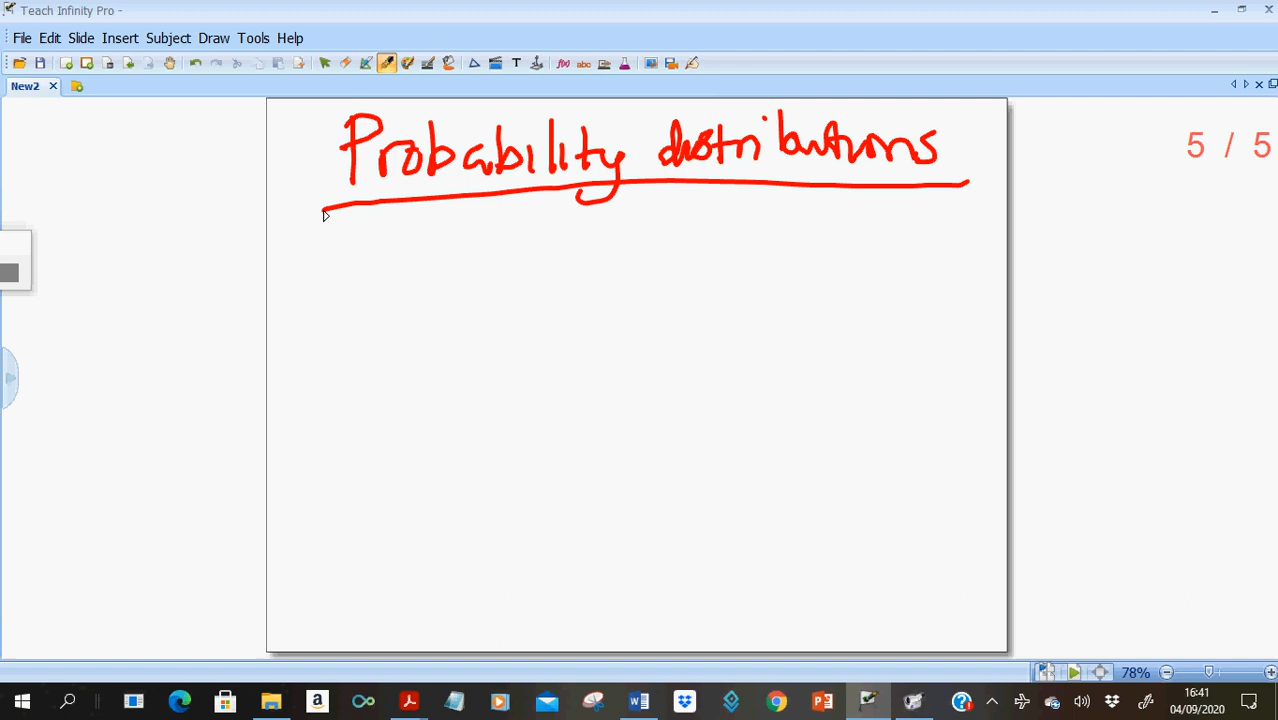 Teach Infinity Pro -
File Edit Slide Insert Subject Draw Tools Help
New2
Probability distributions
5 / 5
78%
16:41
04/09/2020